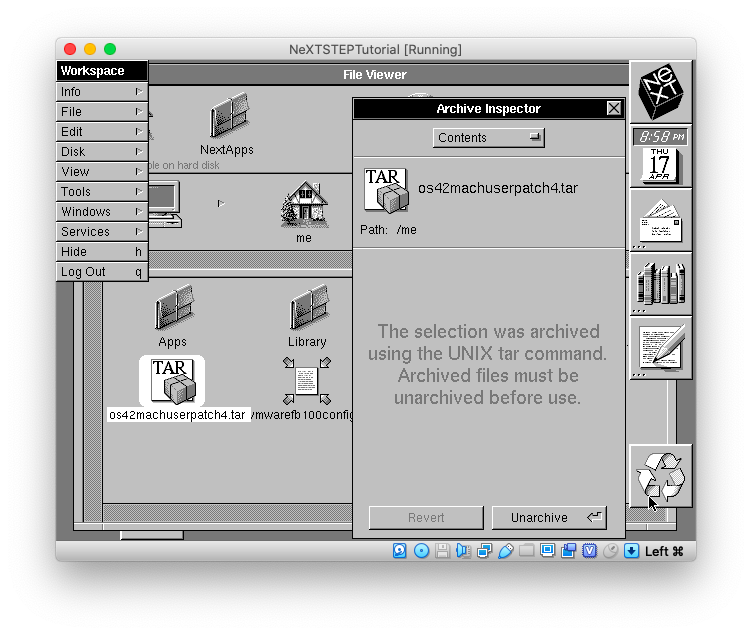 NeXTSTEPTutorial [Running]
Workspace
Info
File
Edit
Disk
View
Tools
Windows
Services
Hide h
Log Out q
File Viewer
NextApps
ble on hard disk
me
Apps
Library
TAR
os42machuserpatch4.tar
vmwarefb100config
Archive Inspector
Contents
TAR
os42machuserpatch4.tar
Path: /me
The selection was archived
using the UNIX tar command.
Archived files must be
unarchived before use.
Revert
Unarchive
NeXT
8:58 PM
THU
17
APR
Left ⌘